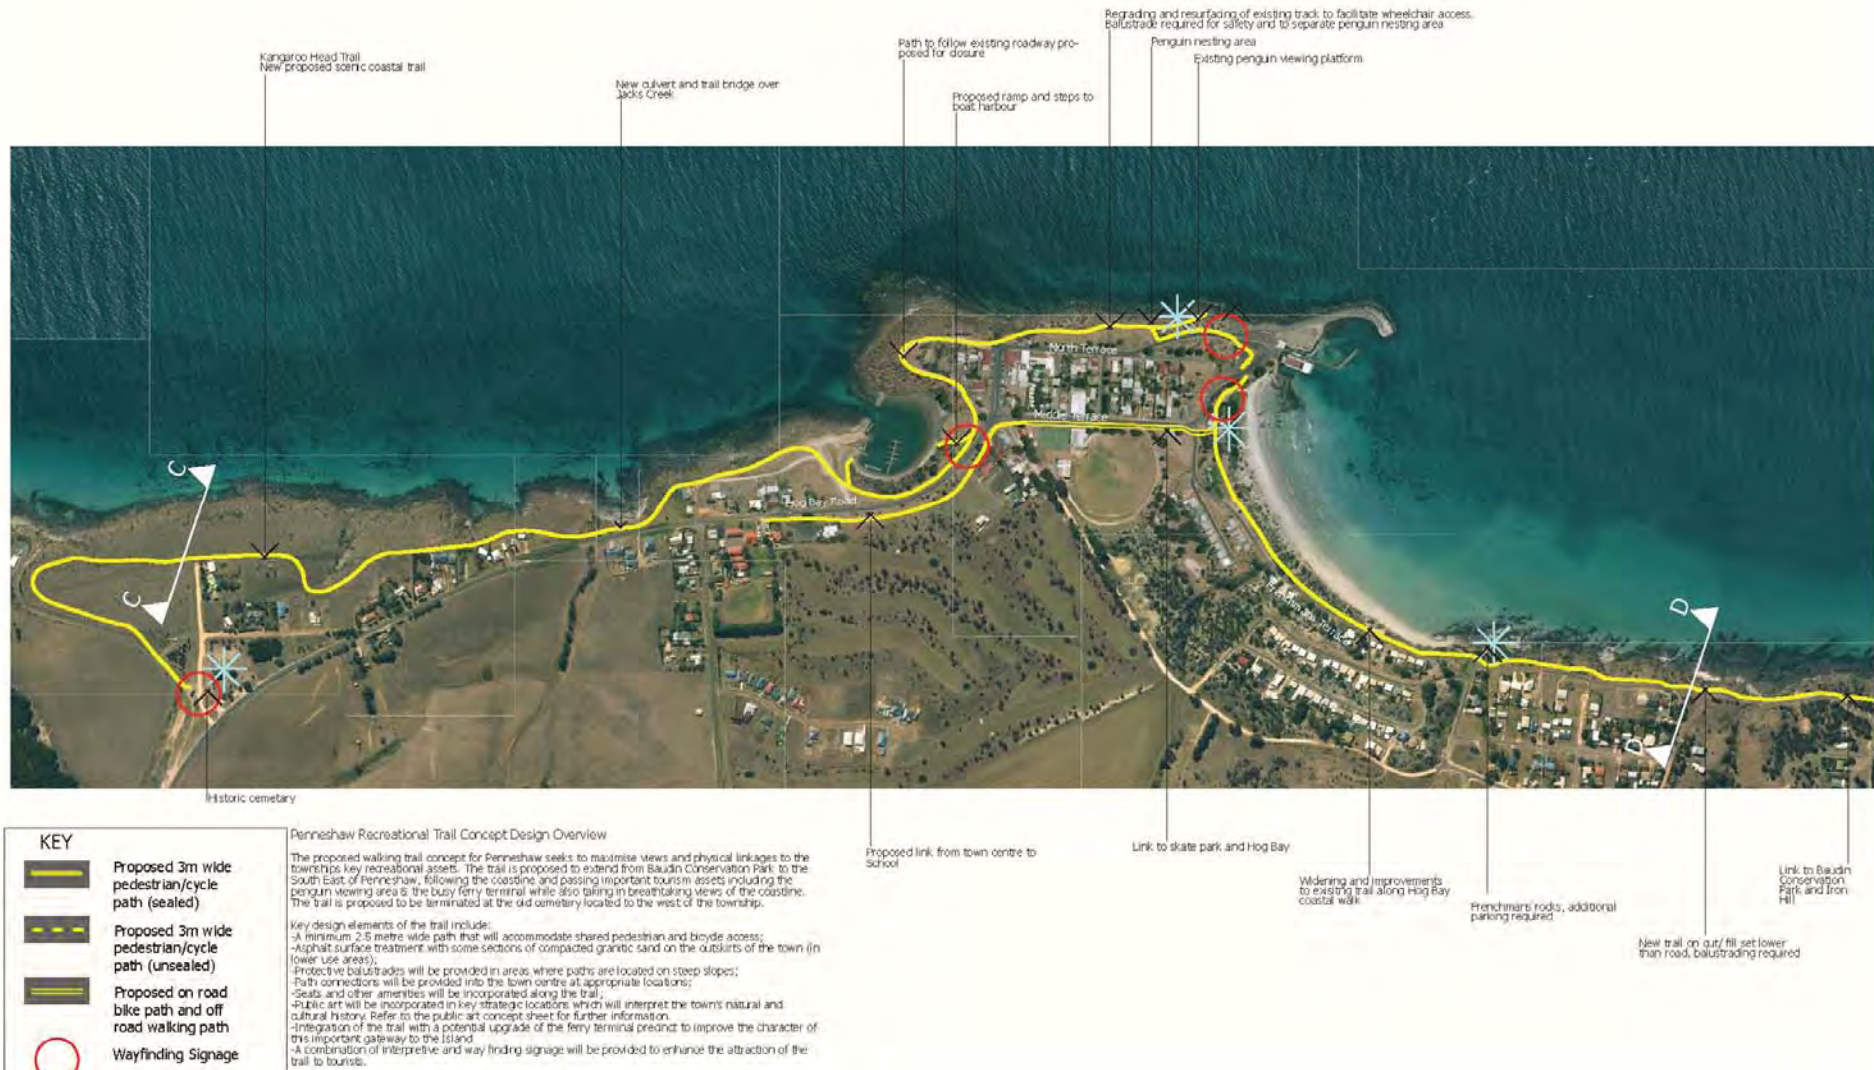 Regrading and resurfacing of existing track to facilitate wheelchair access.
Balustrade required for safety and to separate penguin nesting area
Path to follow existing roadway pro-
posed for closure
Penguin nesting area
Existing penguin viewing platform
Kangaroo Head Trail
New proposed scenic coastal trail
New culvert and trail bridge over
Jacks Creek
Proposed ramp and steps to
boat harbour
North Terrace
Middle Terrace
Hog Bay Road
Terrace
C
C
D
D
Historic cemetary
Proposed link from town centre to
School
Link to skate park and Hog Bay
Widening and improvements
to exisitng trail along Hog Bay
coastal walk
Frenchmans rocks, additional
parking required
New trail on cut/ fill set lower
than road, balustrading required
Link to Baudin
Conservation
Park and Iron
Hill
KEY
Proposed 3m wide
pedestrian/cycle
path (sealed)
Proposed 3m wide
pedestrian/cycle
path (unsealed)
Proposed on road
bike path and off
road walking path
Wayfinding Signage
Penneshaw Recreational Trail Concept Design Overview
The proposed walking trail concept for Penneshaw seeks to maximise views and physical linkages to the
townships key recreational assets. The trail is proposed to extend from Baudin Conservation Park to the
South East of Penneshaw, following the coastline and passing important tourism assets including the
penguin viewing area & the busy ferry terminal while also taking in breathtaking views of the coastline.
The trail is proposed to be terminated at the old cemetery located to the west of the township.
Key design elements of the trail include:
-A minimum 2.5 metre wide path that will accommodate shared pedestrian and bicycle access;
-Asphalt surface treatment with some sections of compacted granitic sand on the outskirts of the town (in
lower use areas);
-Protective balustrades will be provided in areas where paths are located on steep slopes;
-Path connections will be provided into the town centre at appropriate locations;
-Seats and other amenities will be incorporated along the trail;
-Public art will be incorporated in key strategic locations which will interpret the town's natural and
cultural history. Refer to the public art concept sheet for further information.
-Integration of the trail with a potential upgrade of the ferry terminal precinct to improve the character of
this important gateway to the Island
-A combination of interpretive and way finding signage will be provided to enhance the attraction of the
trail to tourists.